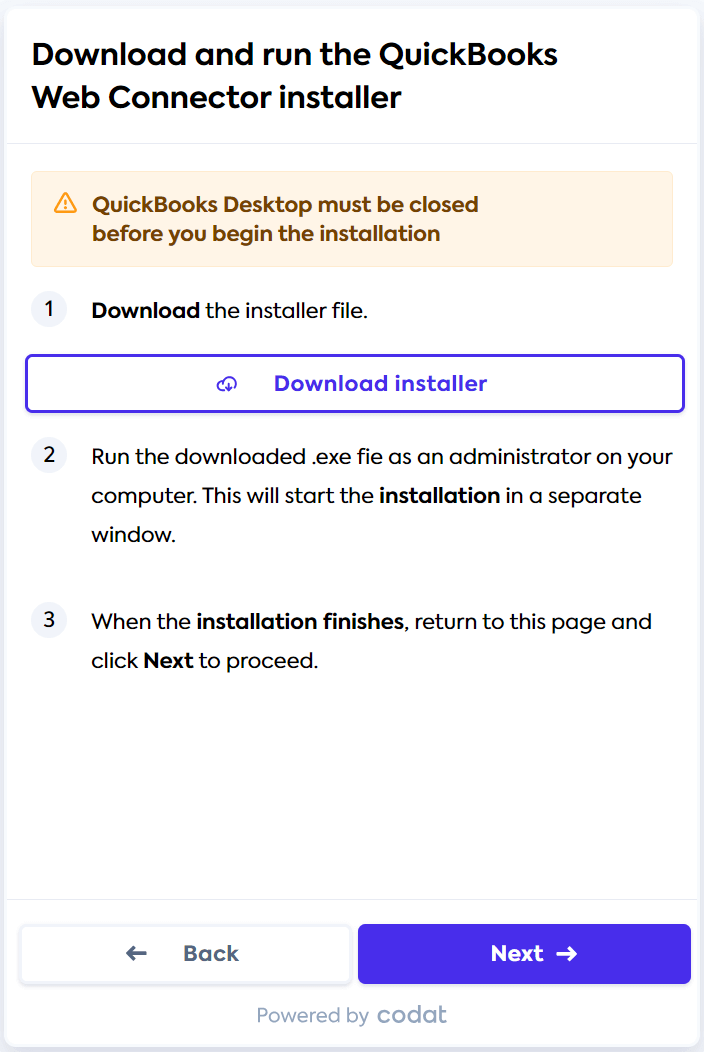 Download and run the QuickBooks
Web Connector installer
QuickBooks Desktop must be closed
before you begin the installation
1 Download the installer file.
Download installer
2 Run the downloaded .exe fie as an administrator on your
computer. This will start the installation in a separate
window.
3 When the installation finishes, return to this page and
click Next to proceed.
← Back
Next →
Powered by codat